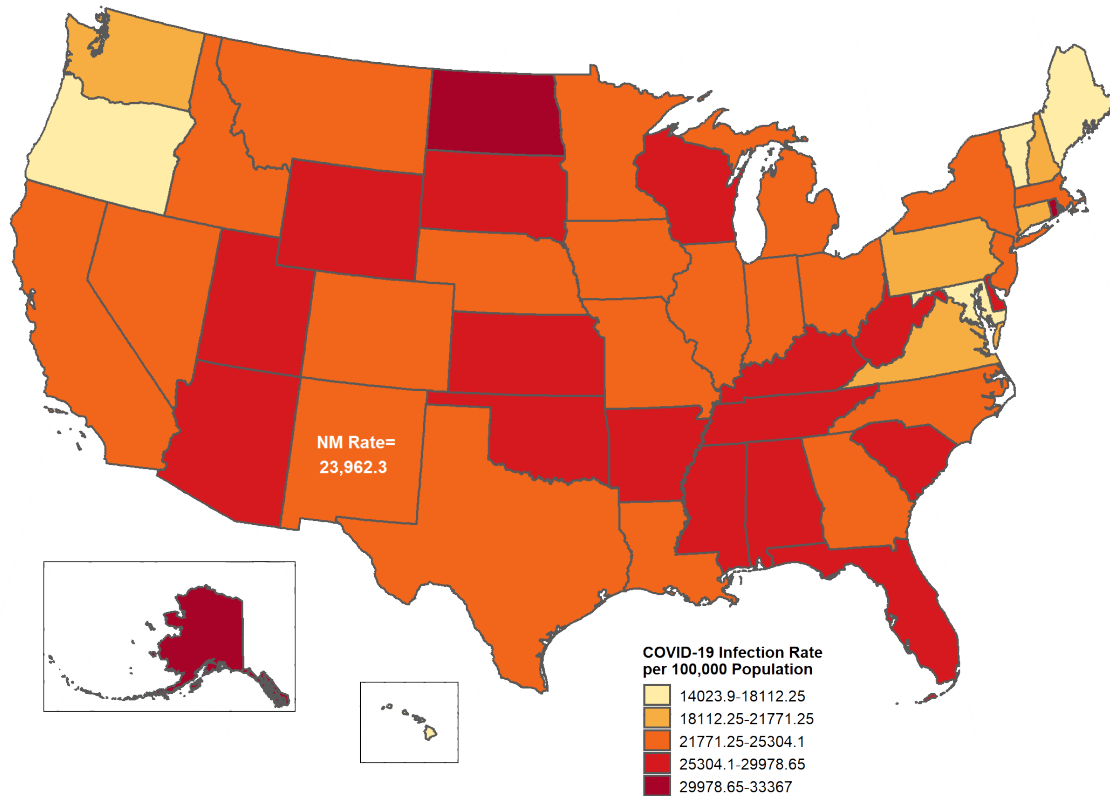 NM Rate=
23,962.3
COVID-19 Infection Rate
per 100,000 Population
14023.9-18112.25
18112.25-21771.25
21771.25-25304.1
25304.1-29978.65
29978.65-33367